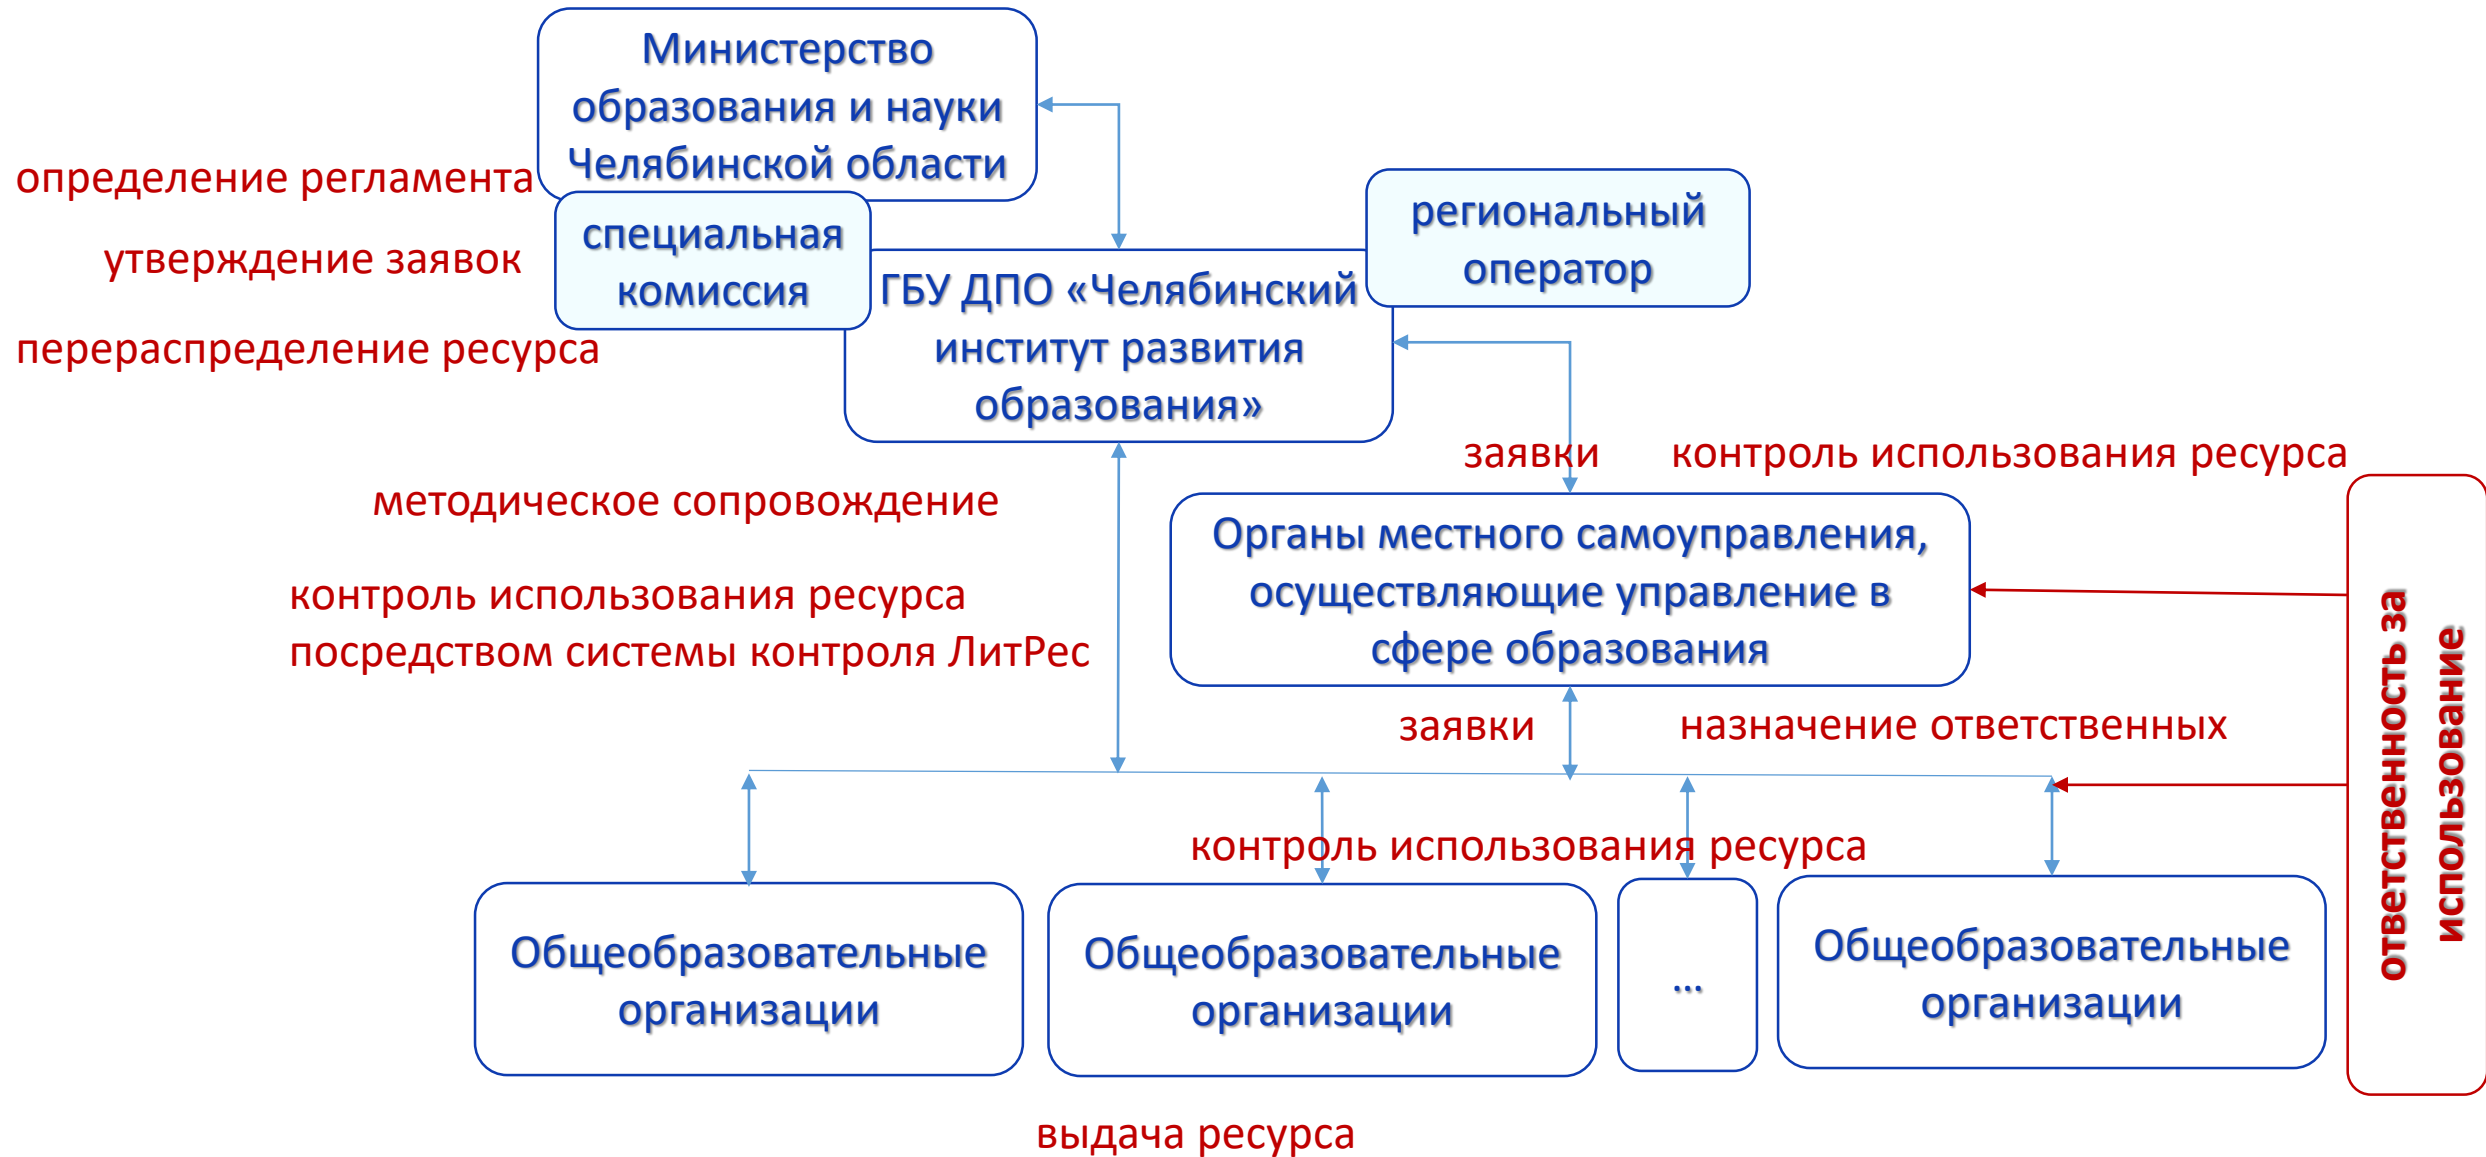 Министерство
образования и науки
Челябинской области
определение регламента
специальная
комиссия
региональный
оператор
утверждение заявок
ГБУ ДПО «Челябинский
институт развития
образования»
перераспределение ресурса
заявки
контроль использования ресурса
методическое сопровождение
Органы местного самоуправления,
осуществляющие управление в
сфере образования
контроль использования ресурса
посредством системы контроля ЛитРес
ответственность за
использование
заявки
назначение ответственных
контроль использования ресурса
Общеобразовательные
организации
Общеобразовательные
организации
...
Общеобразовательные
организации
выдача ресурса